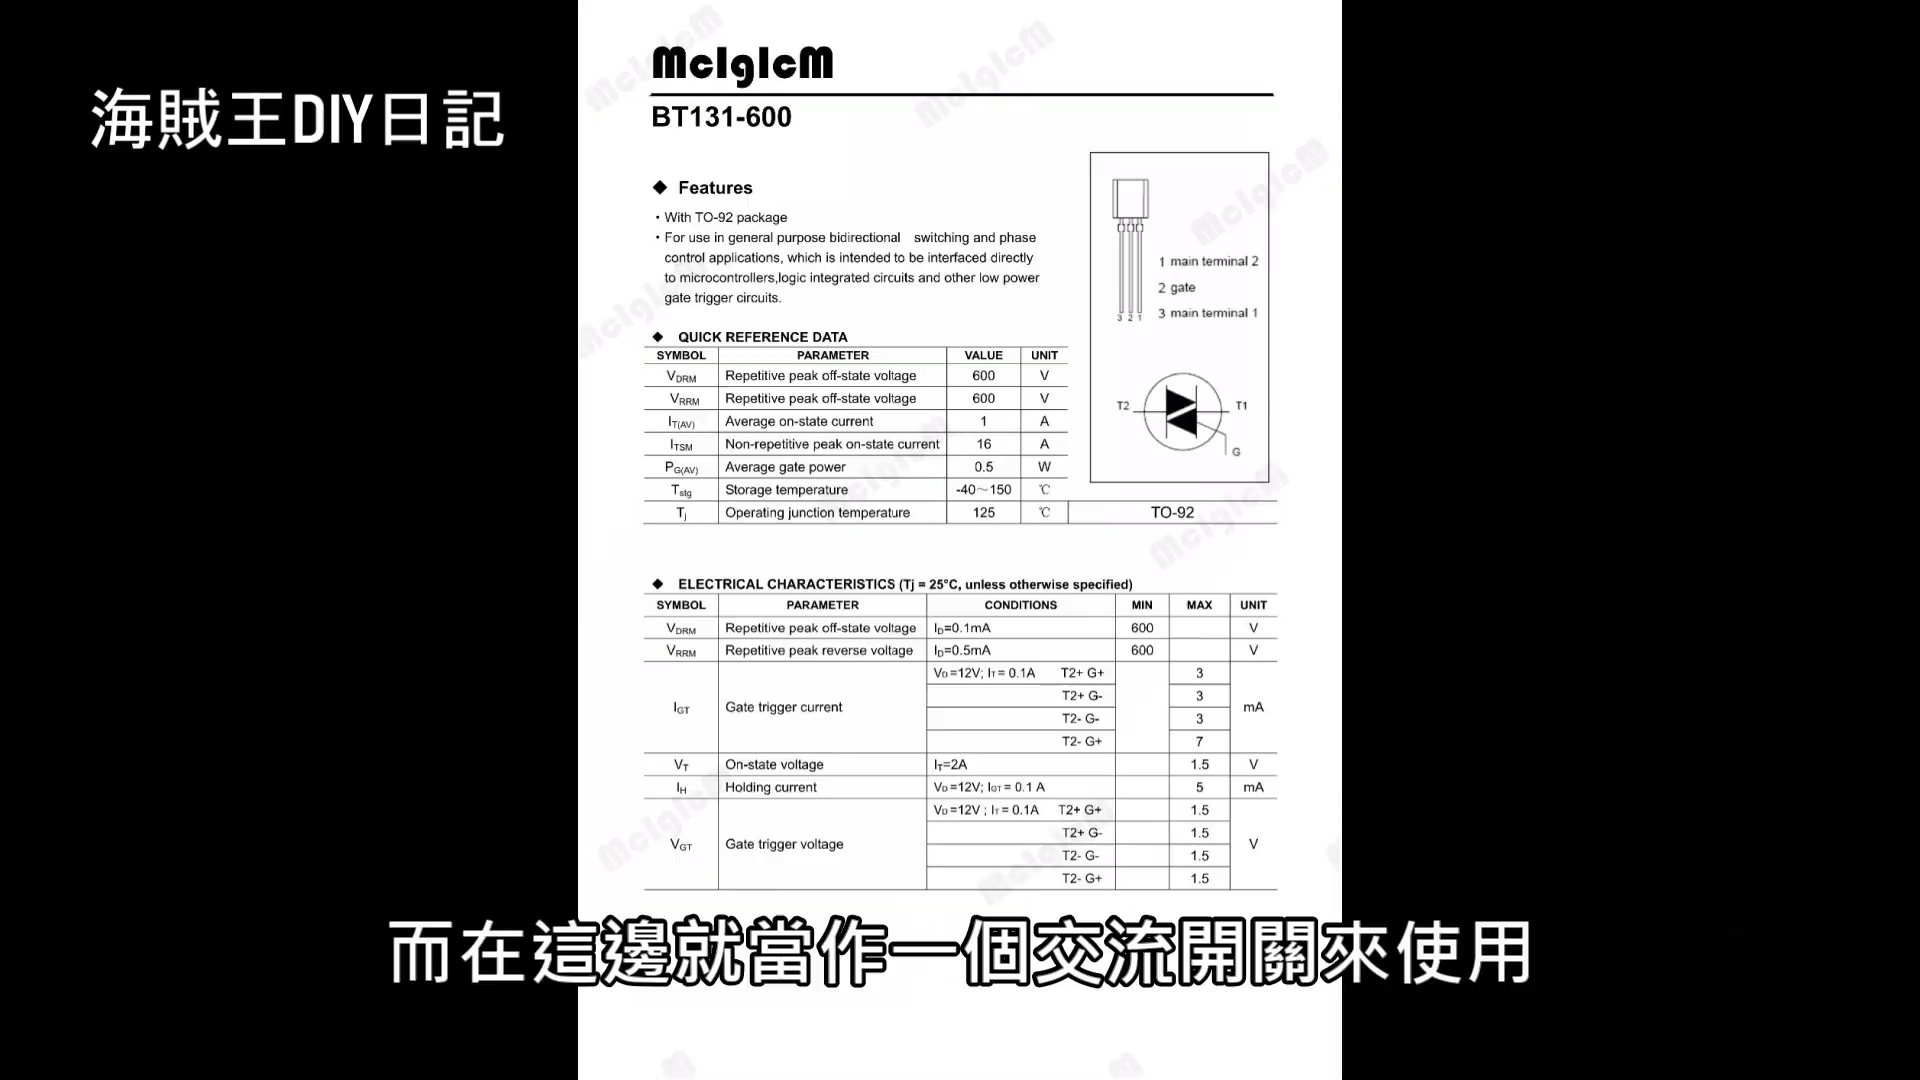 海賊王DIY日記
McIgIcM
BT131-600
◆ Features
・With TO-92 package
・For use in general purpose bidirectional switching and phase
control applications, which is intended to be interfaced directly
to microcontrollers,logic integrated circuits and other low power
gate trigger circuits.
1 main terminal 2
2 gate
3 main terminal 1
3 2 1
T2 T1
G
◆ QUICK REFERENCE DATA
SYMBOL PARAMETER VALUE UNIT
VDRM Repetitive peak off-state voltage 600 V
VRRM Repetitive peak off-state voltage 600 V
IT(AV) Average on-state current 1 A
ITSM Non-repetitive peak on-state current 16 A
PG(AV) Average gate power 0.5 W
Tstg Storage temperature -40～150 ℃
Tj Operating junction temperature 125 ℃ TO-92
◆ ELECTRICAL CHARACTERISTICS (Tj = 25°C, unless otherwise specified)
SYMBOL PARAMETER CONDITIONS MIN MAX UNIT
VDRM Repetitive peak off-state voltage ID=0.1mA 600 V
VRRM Repetitive peak reverse voltage ID=0.5mA 600 V
IGT Gate trigger current VD=12V; IT= 0.1A T2+ G+ 3 mA
T2+ G- 3
T2- G- 3
T2- G+ 7
VT On-state voltage IT=2A 1.5 V
IH Holding current VD=12V; IGT= 0.1 A 5 mA
VGT Gate trigger voltage VD=12V ; IT= 0.1A T2+ G+ 1.5 V
T2+ G- 1.5
T2- G- 1.5
T2- G+ 1.5
而在這邊就當作一個交流開關來使用